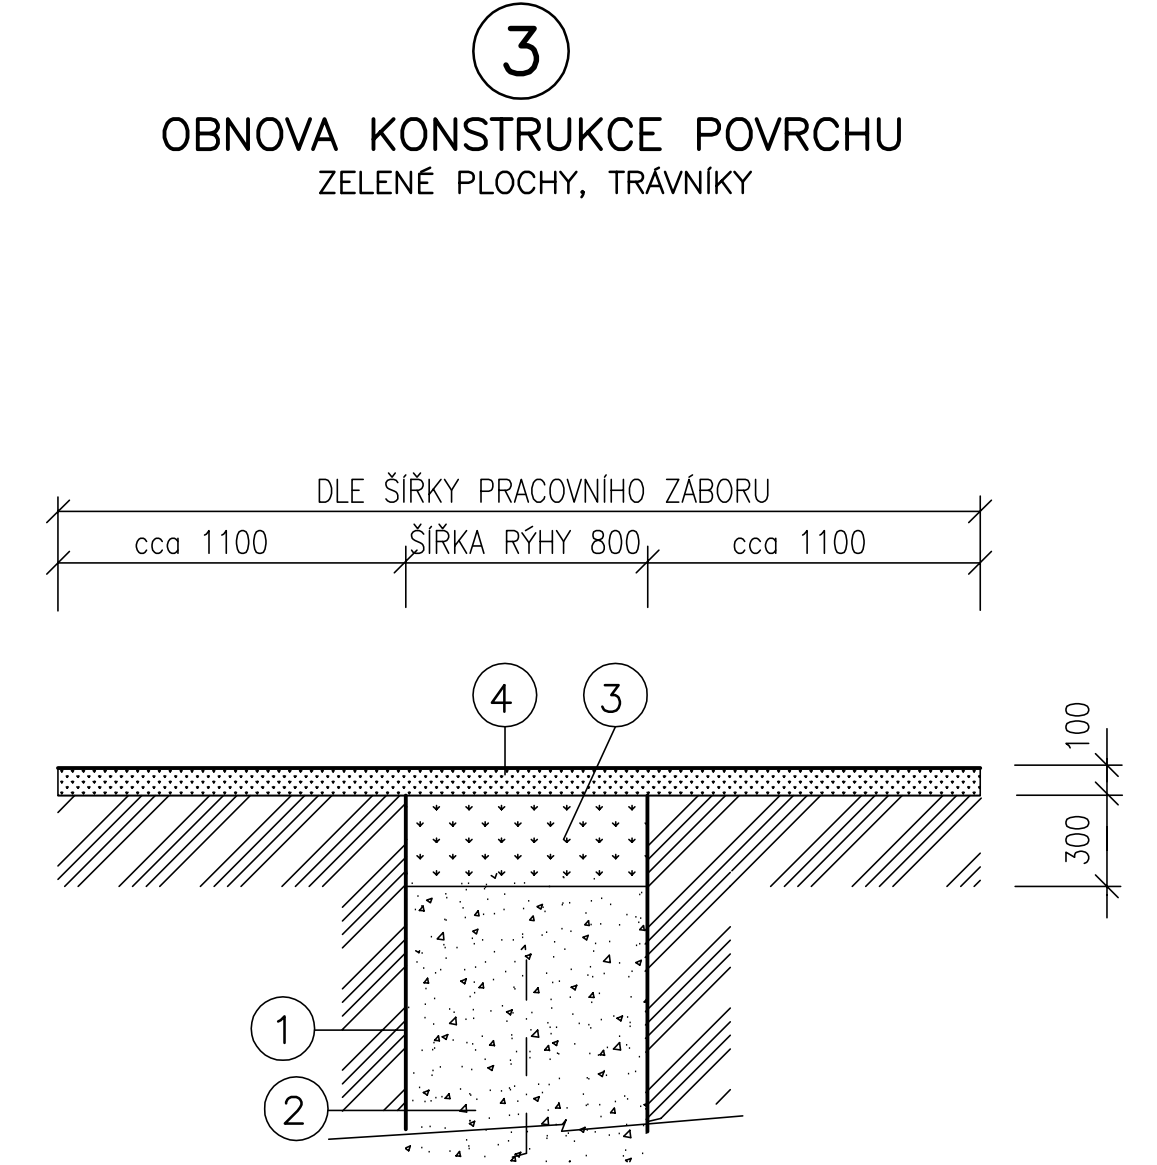 3
OBNOVA KONSTRUKCE POVRCHU
ZELENÉ PLOCHY, TRÁVNÍKY
DLE ŠÍŘKY PRACOVNÍHO ZÁBORU
cca 1100 ŠÍŘKA RÝHY 800 cca 1100
4 3
100
300
1
2